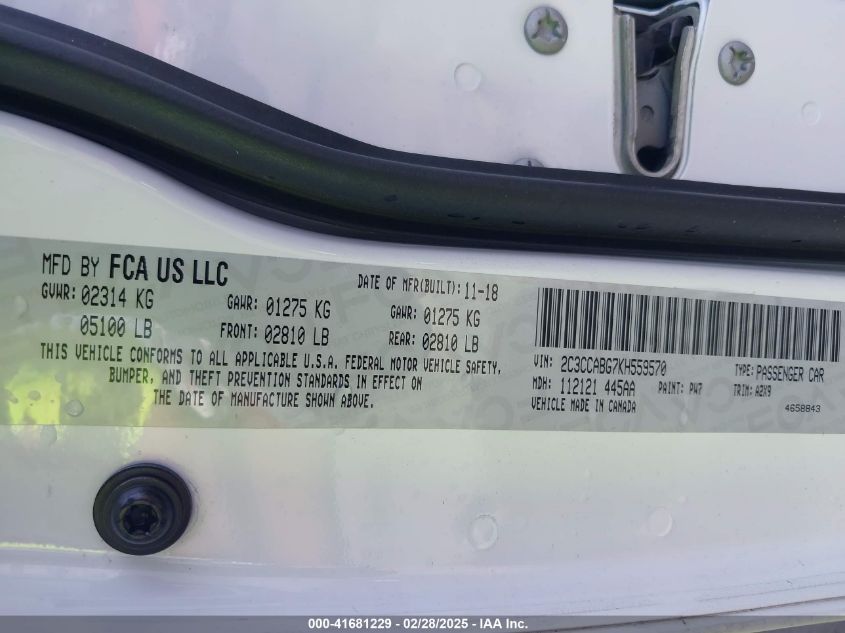 MFD BY FCA US LLC
DATE OF MFR(BUILT): 11-18
GVWR: 02314 KG
GAWR: 01275 KG
GAWR: 01275 KG
05100 LB
FRONT: 02810 LB
REAR: 02810 LB
THIS VEHICLE CONFORMS TO ALL APPLICABLE U.S.A. FEDERAL MOTOR VEHICLE SAFETY,
BUMPER, AND THEFT PREVENTION STANDARDS IN EFFECT ON
THE DATE OF MANUFACTURE SHOWN ABOVE.
VIN: 2C3CCABG7KH559570
TYPE: PASSENGER CAR
MDH: 112121 445AA
PAINT: PW7
TRIM: A2X9
VEHICLE MADE IN CANADA
4658843
000-41681229 — 02/28/2025 — IAA Inc.